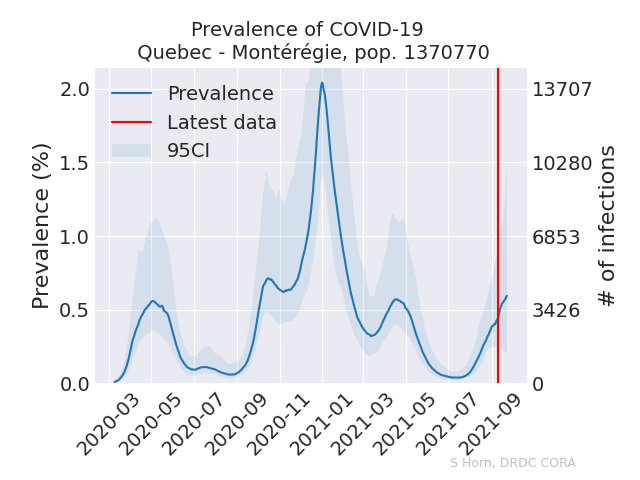 Prevalence of COVID-19
Quebec - Montérégie, pop. 1370770
Prevalence (%)
2.0
1.5
1.0
0.5
0.0
Prevalence
Latest data
95CI
13707
10280
6853
3426
0
# of infections
2020-03
2020-05
2020-07
2020-09
2020-11
2021-01
2021-03
2021-05
2021-07
2021-09
S Horn, DRDC CORA